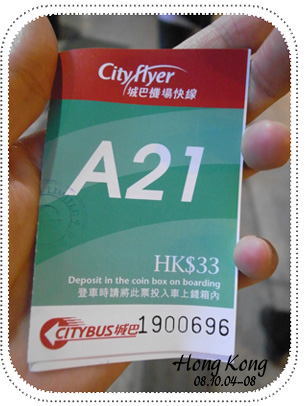 Cityflyer
城巴機場快線
A21
HK$33
Deposit in the coin box on boarding
登車時請將此票投入車上錢箱內
CITYBUS城巴 1900696
Hong Kong
08.10.04-08